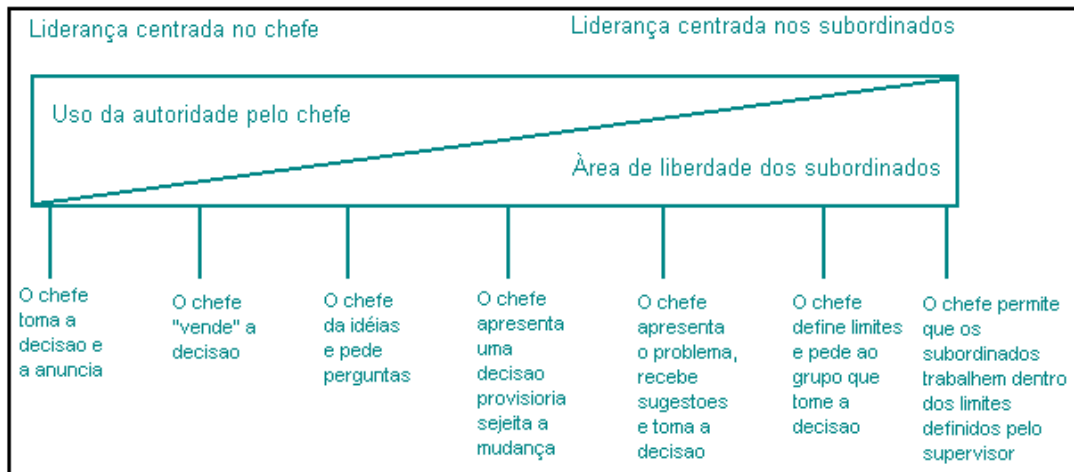 Liderança centrada no chefe
Liderança centrada nos subordinados
Uso da autoridade pelo chefe
Àrea de liberdade dos subordinados
O chefe
toma a
decisao e
a anuncia
O chefe
"vende" a
decisao
O chefe
da idéias
e pede
perguntas
O chefe
apresenta
uma
decisao
provisioria
sejeita a
mudança
O chefe
apresenta
o problema,
recebe
sugestoes
e toma a
decisao
O chefe
define limites
e pede ao
grupo que
tome a
decisao
O chefe permite
que os
subordinados
trabalhem dentro
dos limites
definidos pelo
supervisor